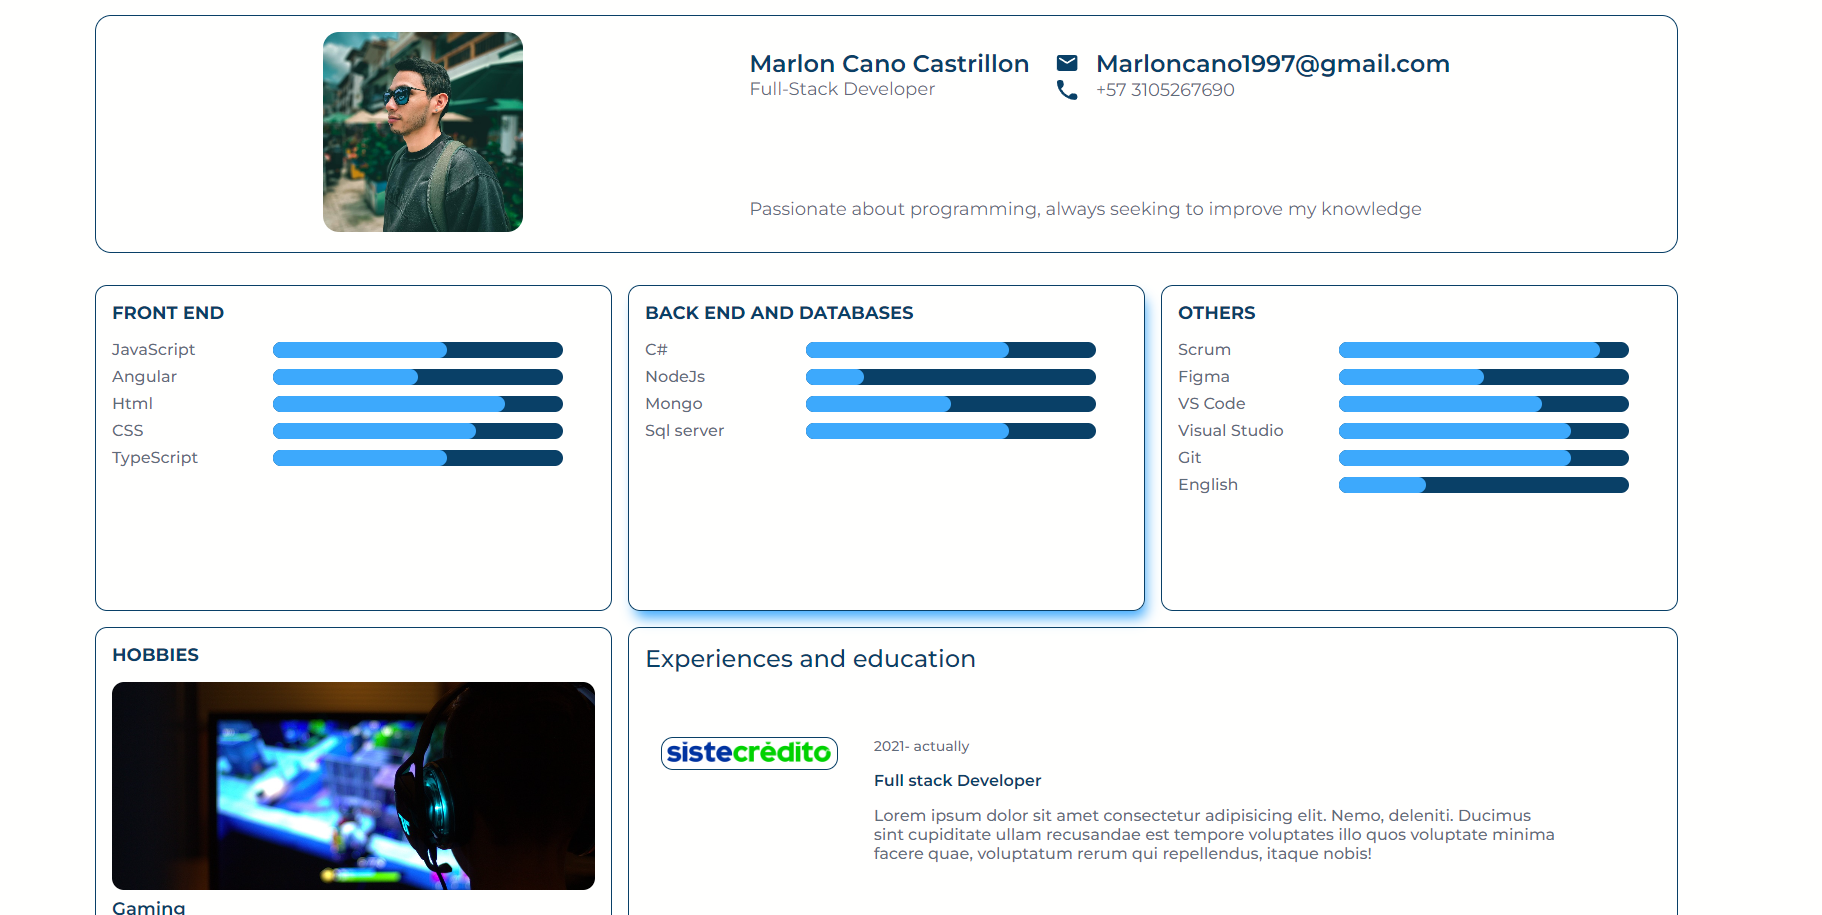 Marlon Cano Castrillon
Full-Stack Developer
Marloncano1997@gmail.com
+57 3105267690
Passionate about programming, always seeking to improve my knowledge
FRONT END
JavaScript
Angular
Html
CSS
TypeScript
BACK END AND DATABASES
C#
NodeJs
Mongo
Sql server
OTHERS
Scrum
Figma
VS Code
Visual Studio
Git
English
HOBBIES
Gaming
Experiences and education
sistecrédito
2021- actually
Full stack Developer
Lorem ipsum dolor sit amet consectetur adipisicing elit. Nemo, deleniti. Ducimus
sint cupiditate ullam recusandae est tempore voluptates illo quos voluptate minima
facere quae, voluptatum rerum qui repellendus, itaque nobis!